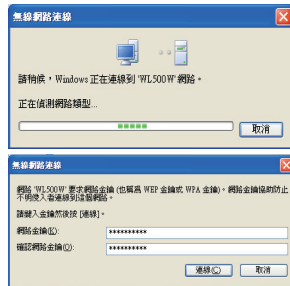 無線網路連線
請稍候，Windows 正在連線到 'WL500W' 網路。
正在偵測網路類型...
取消
無線網路連線
網路 'WL500W' 要求網路金鑰 (也稱為 WEP 金鑰或 WPA 金鑰)。網路金鑰協助防止
不明侵入者連線到這個網路。
請鍵入金鑰然後按 [連線]。
網路金鑰(K):
**********
確認網路金鑰(O):
**********
連線(C)
取消